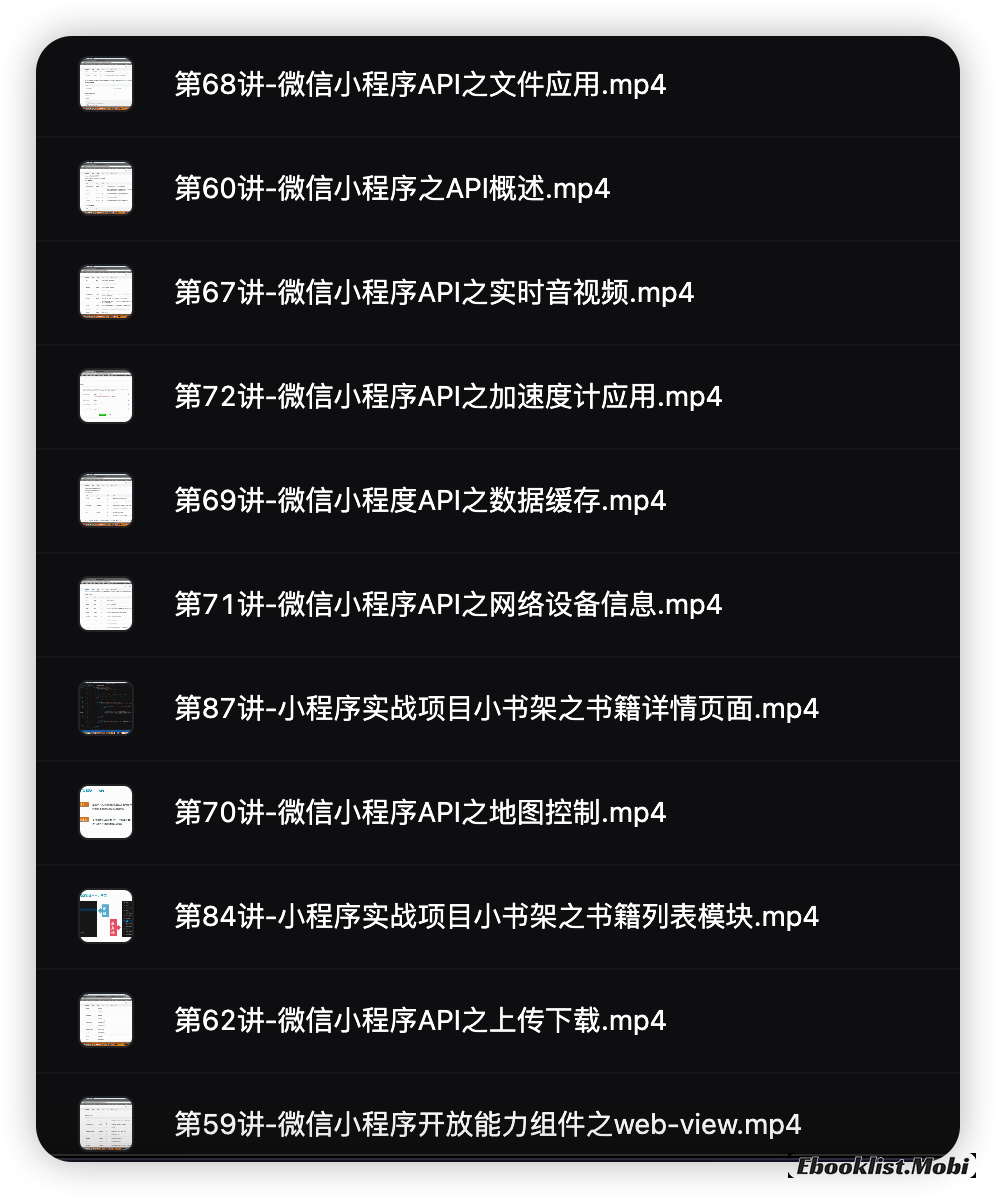 第68讲-微信小程序API之文件应用.mp4
第60讲-微信小程序之API概述.mp4
第67讲-微信小程序API之实时音视频.mp4
第72讲-微信小程序API之加速度计应用.mp4
第69讲-微信小程度API之数据缓存.mp4
第71讲-微信小程序API之网络设备信息.mp4
第87讲-小程序实战项目小书架之书籍详情页面.mp4
第70讲-微信小程序API之地图控制.mp4
第84讲-小程序实战项目小书架之书籍列表模块.mp4
第62讲-微信小程序API之上传下载.mp4
第59讲-微信小程序开放能力组件之web-view.mp4
Ebooklist.Mobi